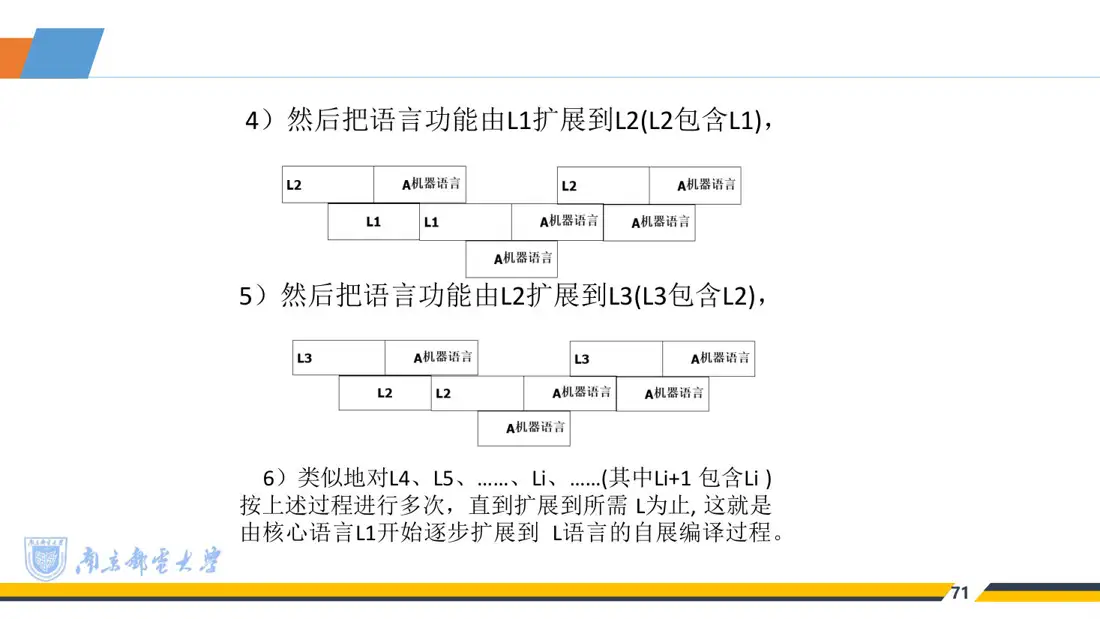 4）然后把语言功能由L1扩展到L2(L2包含L1)，
L2 A机器语言 L2 A机器语言
L1 L1 A机器语言 A机器语言
A机器语言
5）然后把语言功能由L2扩展到L3(L3包含L2)，
L3 A机器语言 L3 A机器语言
L2 L2 A机器语言 A机器语言
A机器语言
6）类似地对L4、L5、……、Li、……(其中Li+1 包含Li )
按上述过程进行多次，直到扩展到所需 L为止, 这就是
由核心语言L1开始逐步扩展到 L语言的自展编译过程。
南京邮电大学
71